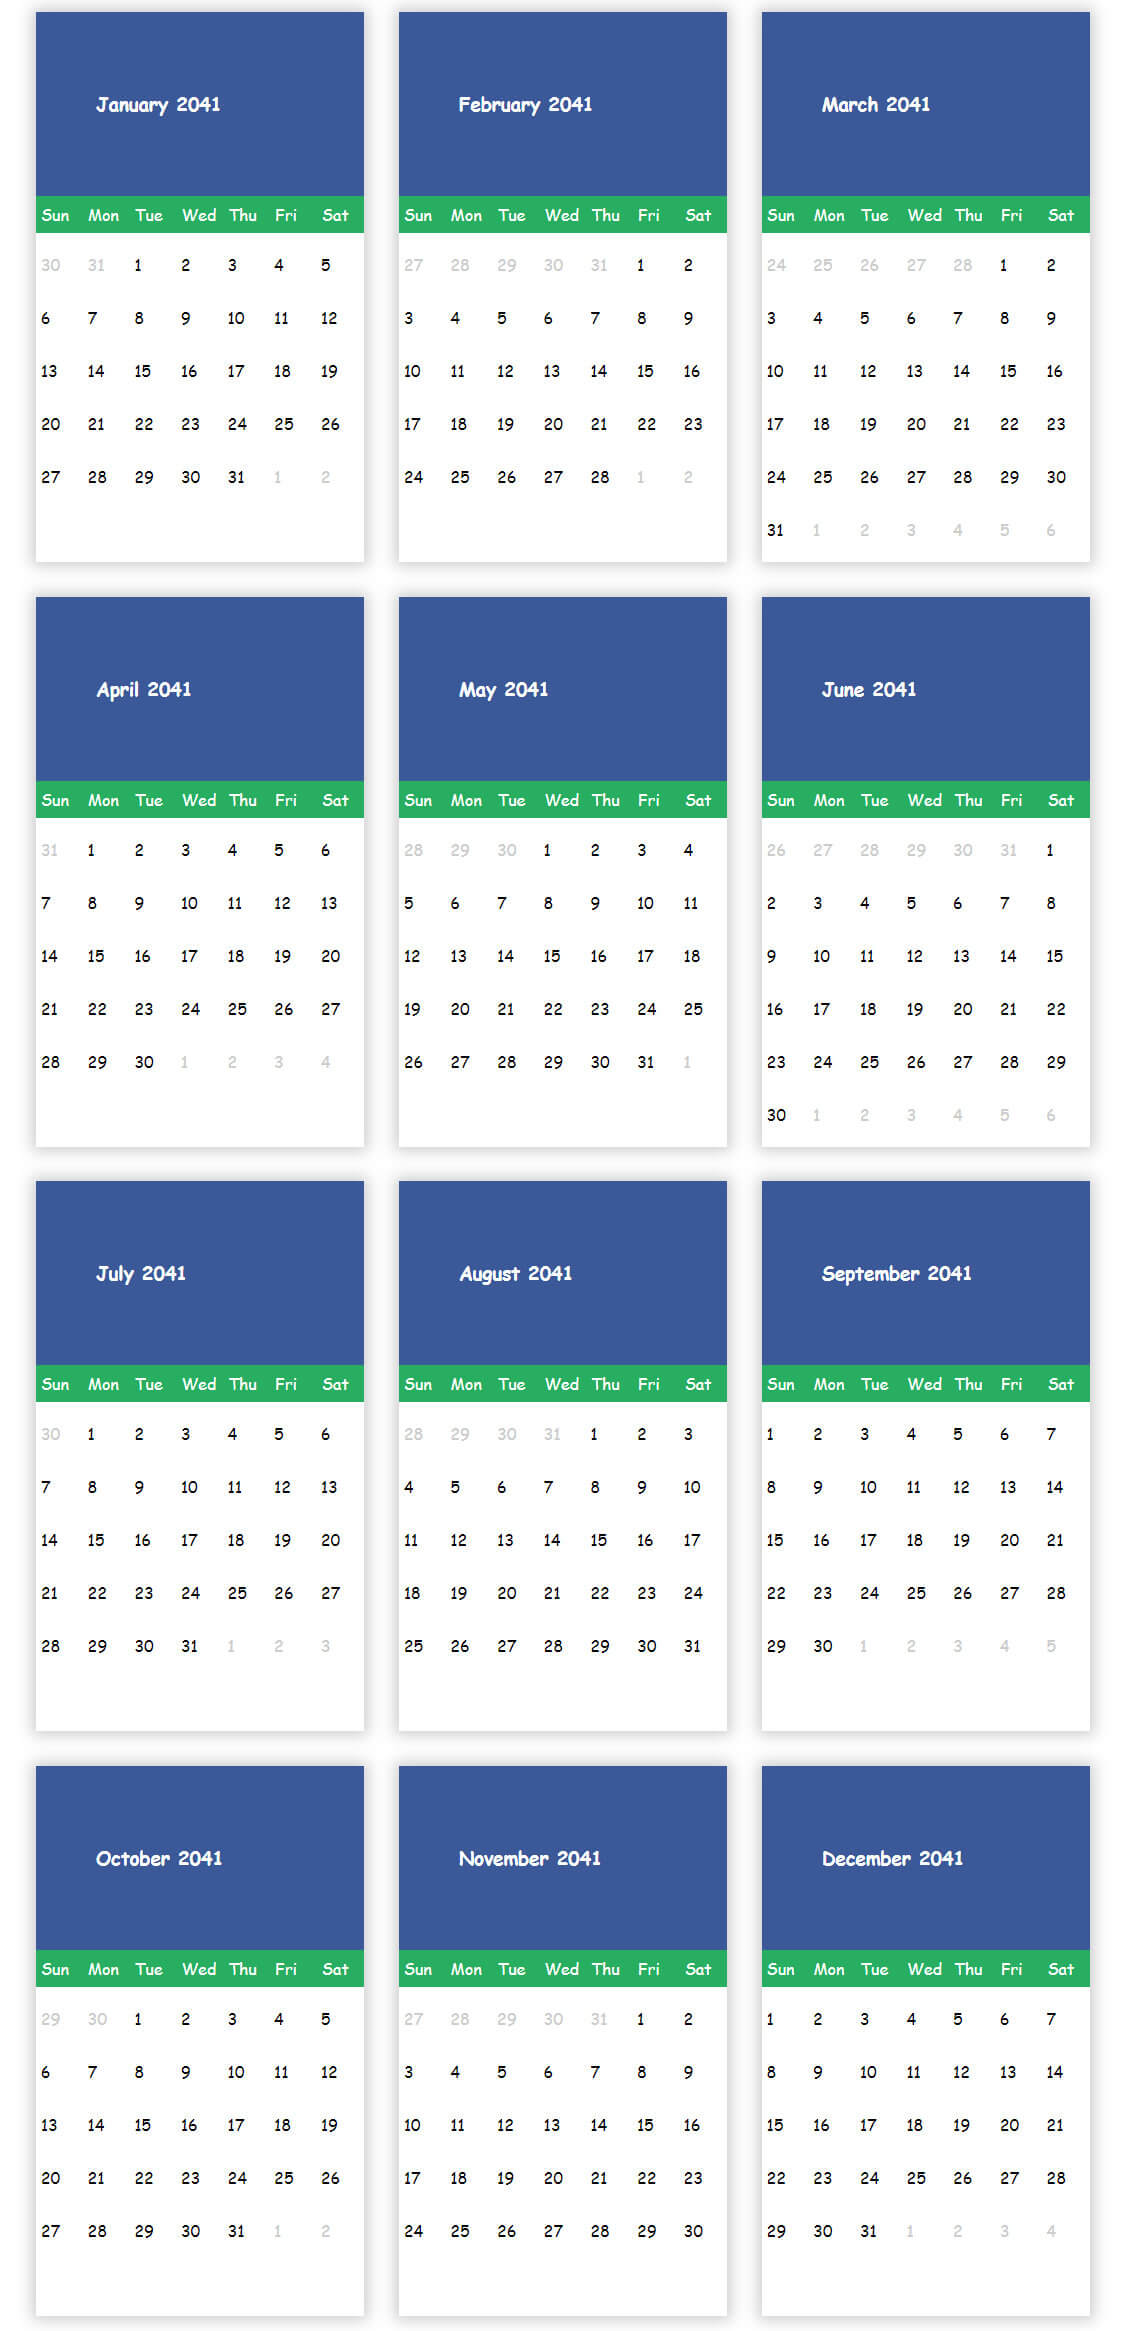 January 2041
Sun Mon Tue Wed Thu Fri Sat
30 31 1 2 3 4 5
6 7 8 9 10 11 12
13 14 15 16 17 18 19
20 21 22 23 24 25 26
27 28 29 30 31 1 2
February 2041
Sun Mon Tue Wed Thu Fri Sat
27 28 29 30 31 1 2
3 4 5 6 7 8 9
10 11 12 13 14 15 16
17 18 19 20 21 22 23
24 25 26 27 28 1 2
March 2041
Sun Mon Tue Wed Thu Fri Sat
24 25 26 27 28 1 2
3 4 5 6 7 8 9
10 11 12 13 14 15 16
17 18 19 20 21 22 23
24 25 26 27 28 29 30
31 1 2 3 4 5 6
April 2041
Sun Mon Tue Wed Thu Fri Sat
31 1 2 3 4 5 6
7 8 9 10 11 12 13
14 15 16 17 18 19 20
21 22 23 24 25 26 27
28 29 30 1 2 3 4
May 2041
Sun Mon Tue Wed Thu Fri Sat
28 29 30 1 2 3 4
5 6 7 8 9 10 11
12 13 14 15 16 17 18
19 20 21 22 23 24 25
26 27 28 29 30 31 1
June 2041
Sun Mon Tue Wed Thu Fri Sat
26 27 28 29 30 31 1
2 3 4 5 6 7 8
9 10 11 12 13 14 15
16 17 18 19 20 21 22
23 24 25 26 27 28 29
30 1 2 3 4 5 6
July 2041
Sun Mon Tue Wed Thu Fri Sat
30 1 2 3 4 5 6
7 8 9 10 11 12 13
14 15 16 17 18 19 20
21 22 23 24 25 26 27
28 29 30 31 1 2 3
August 2041
Sun Mon Tue Wed Thu Fri Sat
28 29 30 31 1 2 3
4 5 6 7 8 9 10
11 12 13 14 15 16 17
18 19 20 21 22 23 24
25 26 27 28 29 30 31
September 2041
Sun Mon Tue Wed Thu Fri Sat
1 2 3 4 5 6 7
8 9 10 11 12 13 14
15 16 17 18 19 20 21
22 23 24 25 26 27 28
29 30 1 2 3 4 5
October 2041
Sun Mon Tue Wed Thu Fri Sat
29 30 1 2 3 4 5
6 7 8 9 10 11 12
13 14 15 16 17 18 19
20 21 22 23 24 25 26
27 28 29 30 31 1 2
November 2041
Sun Mon Tue Wed Thu Fri Sat
27 28 29 30 31 1 2
3 4 5 6 7 8 9
10 11 12 13 14 15 16
17 18 19 20 21 22 23
24 25 26 27 28 29 30
December 2041
Sun Mon Tue Wed Thu Fri Sat
1 2 3 4 5 6 7
8 9 10 11 12 13 14
15 16 17 18 19 20 21
22 23 24 25 26 27 28
29 30 31 1 2 3 4